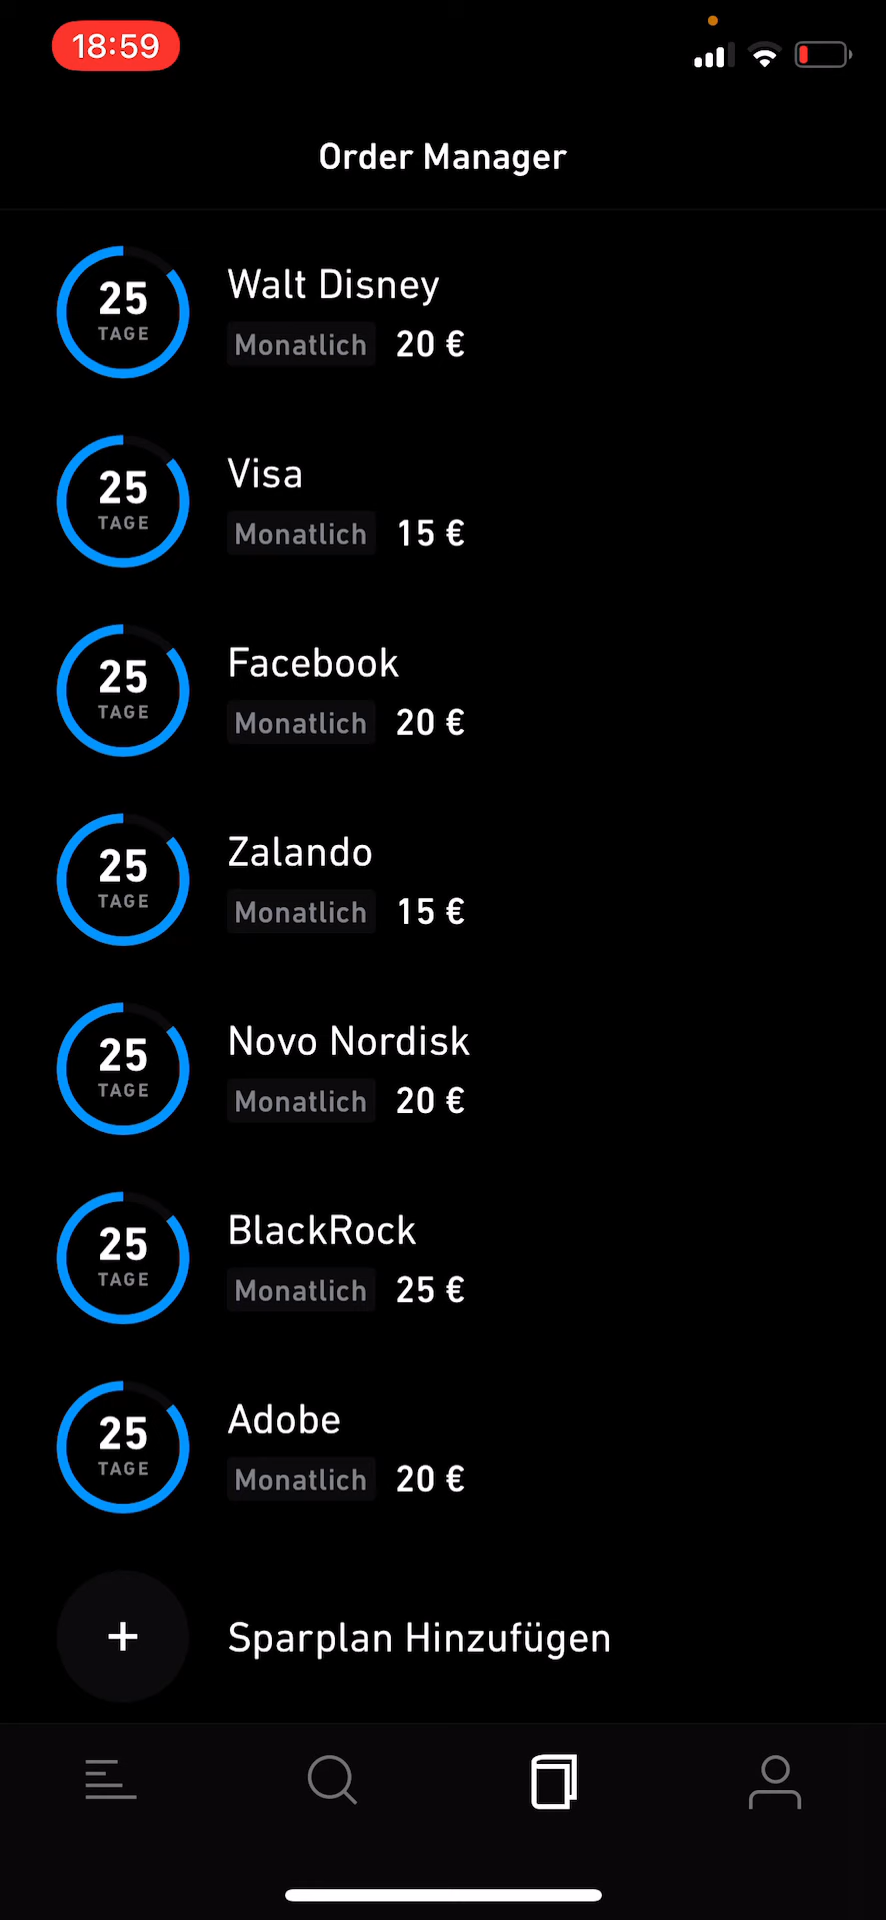 18:59
Order Manager
25
TAGE
Walt Disney
Monatlich 20 €
25
TAGE
Visa
Monatlich 15 €
25
TAGE
Facebook
Monatlich 20 €
25
TAGE
Zalando
Monatlich 15 €
25
TAGE
Novo Nordisk
Monatlich 20 €
25
TAGE
BlackRock
Monatlich 25 €
25
TAGE
Adobe
Monatlich 20 €
+ Sparplan Hinzufügen